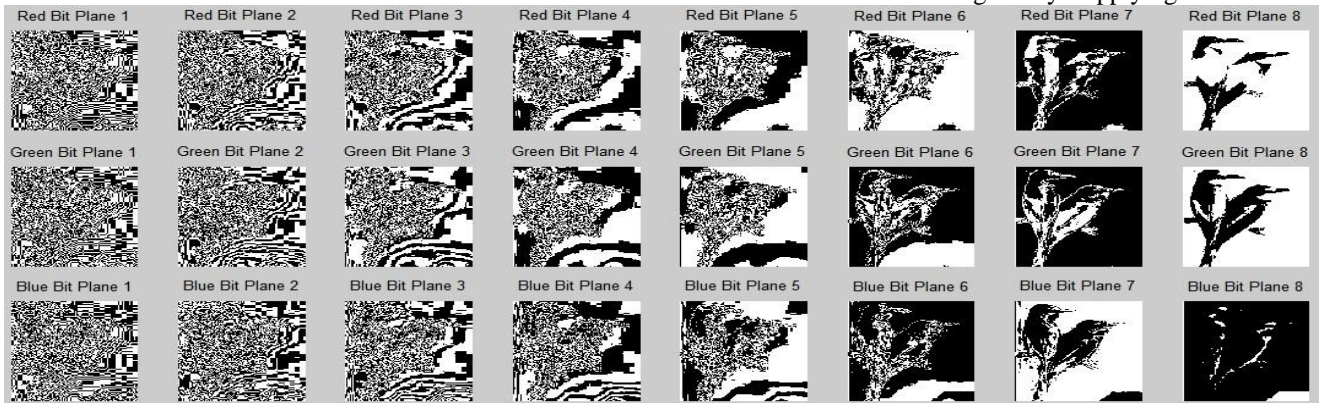 Red Bit Plane 1 Red Bit Plane 2 Red Bit Plane 3 Red Bit Plane 4 Red Bit Plane 5 Red Bit Plane 6 Red Bit Plane 7 Red Bit Plane 8
Green Bit Plane 1 Green Bit Plane 2 Green Bit Plane 3 Green Bit Plane 4 Green Bit Plane 5 Green Bit Plane 6 Green Bit Plane 7 Green Bit Plane 8
Blue Bit Plane 1 Blue Bit Plane 2 Blue Bit Plane 3 Blue Bit Plane 4 Blue Bit Plane 5 Blue Bit Plane 6 Blue Bit Plane 7 Blue Bit Plane 8